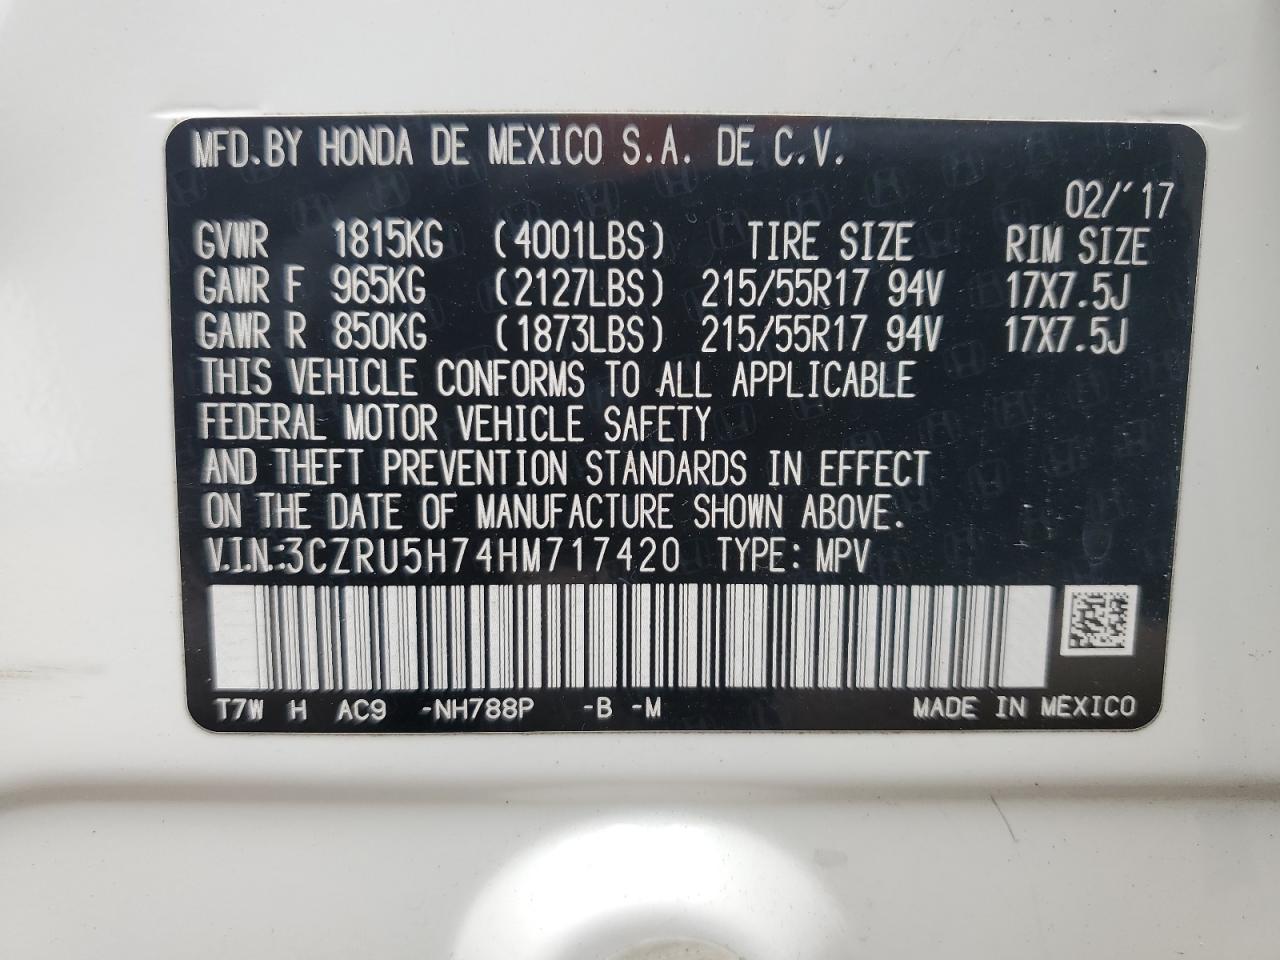 MFD.BY HONDA DE MEXICO S.A. DE C.V.
02/'17
GVWR 1815KG (4001LBS) TIRE SIZE RIM SIZE
GAWR F 965KG (2127LBS) 215/55R17 94V 17X7.5J
GAWR R 850KG (1873LBS) 215/55R17 94V 17X7.5J
THIS VEHICLE CONFORMS TO ALL APPLICABLE
FEDERAL MOTOR VEHICLE SAFETY
AND THEFT PREVENTION STANDARDS IN EFFECT
ON THE DATE OF MANUFACTURE SHOWN ABOVE.
V.I.N.:3CZRU5H74HM717420 TYPE: MPV
T7W H AC9 -NH788P -B -M MADE IN MEXICO